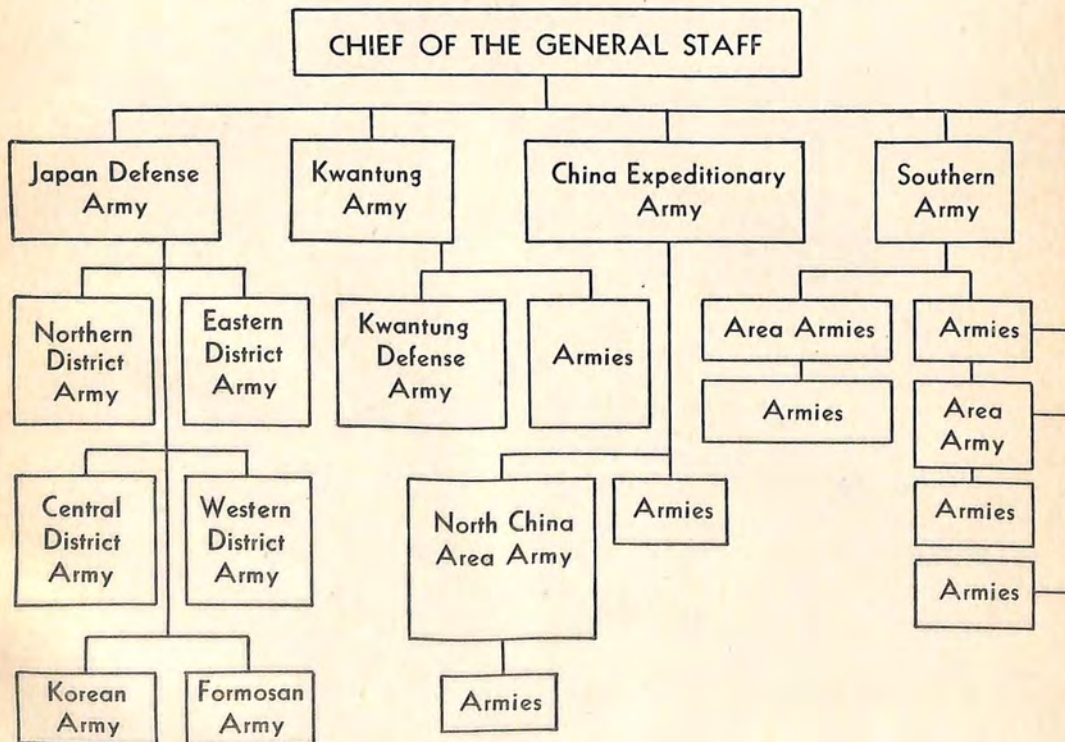 CHIEF OF THE GENERAL STAFF
Japan Defense
Army
Kwantung
Army
China Expeditionary
Army
Southern
Army
Northern
District
Army
Eastern
District
Army
Kwantung
Defense
Army
Armies
Area Armies
Armies
Armies
Area
Army
Armies
Armies
Central
District
Army
Western
District
Army
North China
Area Army
Armies
Armies
Korean
Army
Formosan
Army